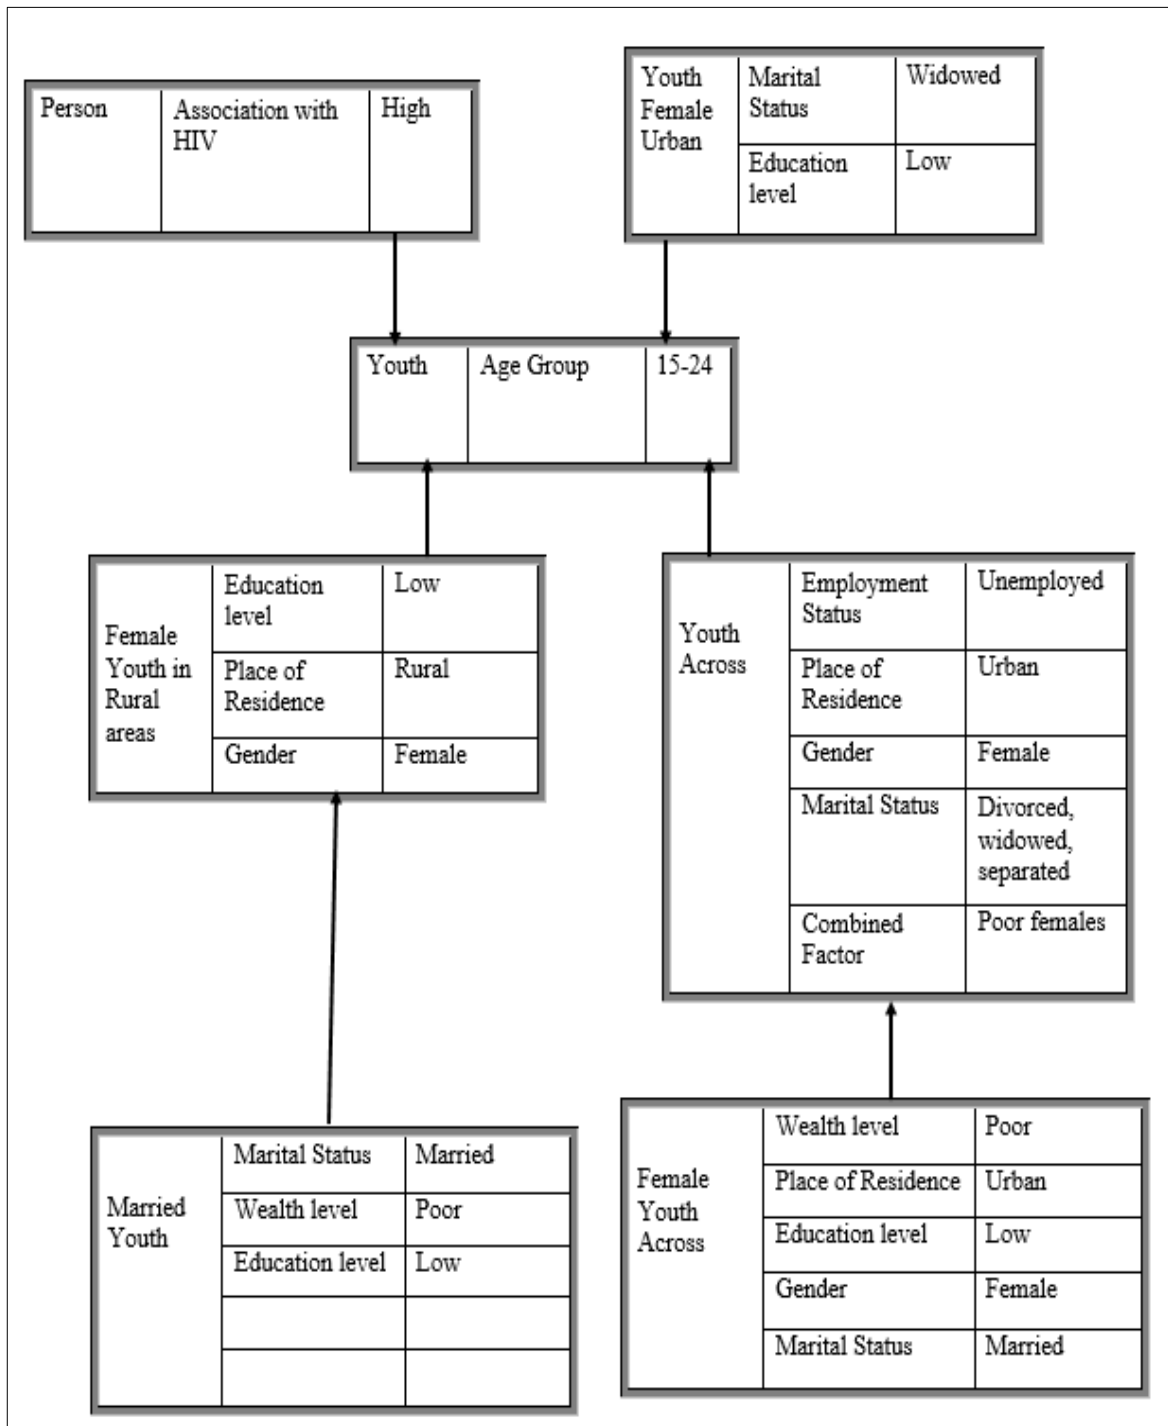 Person
Association with
HIV
High
Youth
Female
Urban
Marital
Status
Widowed
Education
level
Low
Youth
Age Group
15-24
Female
Youth in
Rural
areas
Education
level
Low
Place of
Residence
Rural
Gender
Female
Youth
Across
Employment
Status
Unemployed
Place of
Residence
Urban
Gender
Female
Marital Status
Divorced,
widowed,
separated
Combined
Factor
Poor females
Married
Youth
Marital Status
Married
Wealth level
Poor
Education level
Low
Female
Youth
Across
Wealth level
Poor
Place of Residence
Urban
Education level
Low
Gender
Female
Marital Status
Married